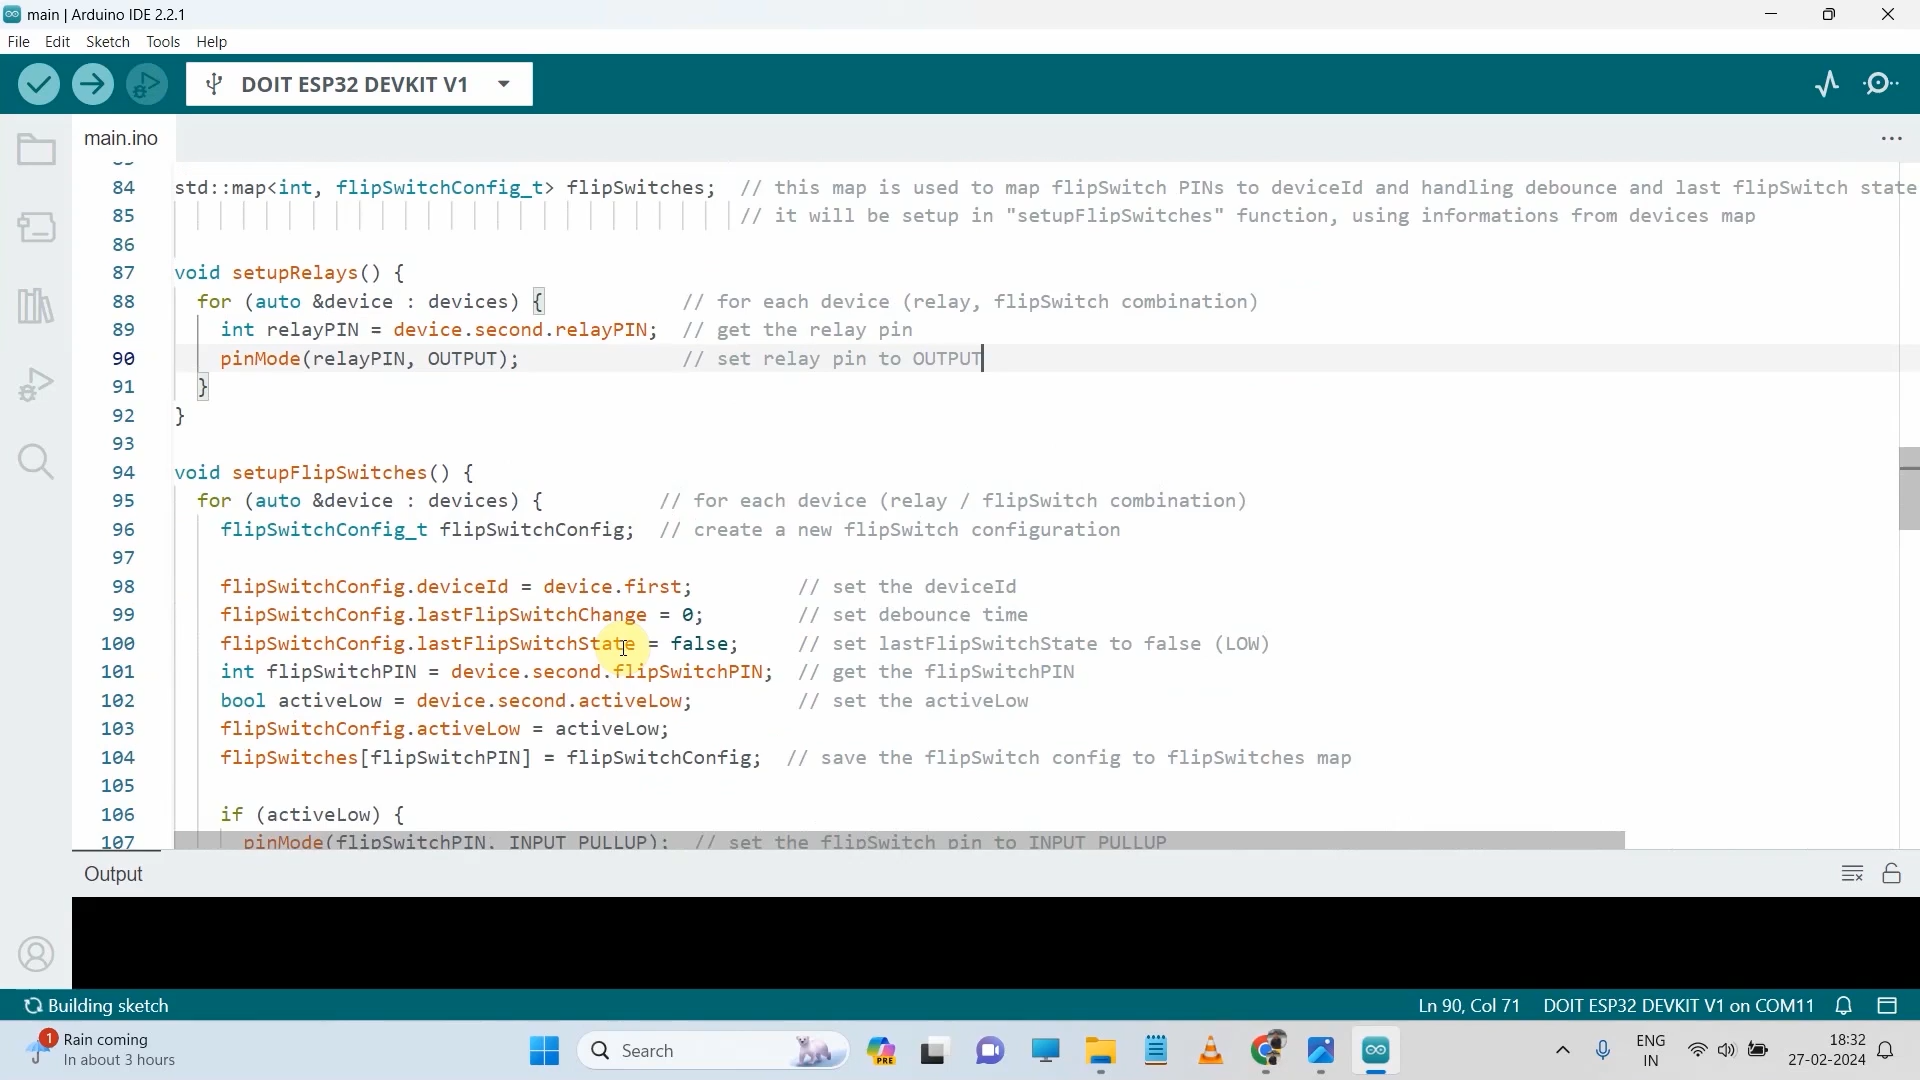 main | Arduino IDE 2.2.1
File Edit Sketch Tools Help
DOIT ESP32 DEVKIT V1
main.ino
84 std::map<int, flipSwitchConfig_t> flipSwitches; // this map is used to map flipSwitch PINs to deviceId and handling debounce and last flipSwitch state
85 // it will be setup in "setupFlipSwitches" function, using informations from devices map
86
87 void setupRelays() {
88 for (auto &device : devices) { // for each device (relay, flipSwitch combination)
89 int relayPIN = device.second.relayPIN; // get the relay pin
90 pinMode(relayPIN, OUTPUT); // set relay pin to OUTPUT
91 }
92 }
93
94 void setupFlipSwitches() {
95 for (auto &device : devices) { // for each device (relay / flipSwitch combination)
96 flipSwitchConfig_t flipSwitchConfig; // create a new flipSwitch configuration
97
98 flipSwitchConfig.deviceId = device.first; // set the deviceId
99 flipSwitchConfig.lastFlipSwitchChange = 0; // set debounce time
100 flipSwitchConfig.lastFlipSwitchState = false; // set lastFlipSwitchState to false (LOW)
101 int flipSwitchPIN = device.second.flipSwitchPIN; // get the flipSwitchPIN
102 bool activeLow = device.second.activeLow; // set the activeLow
103 flipSwitchConfig.activeLow = activeLow;
104 flipSwitches[flipSwitchPIN] = flipSwitchConfig; // save the flipSwitch config to flipSwitches map
105
106 if (activeLow) {
107 pinMode(flipSwitchPIN, INPUT_PULLUP); // set the flipSwitch pin to INPUT_PULLUP
Output
Building sketch
Ln 90, Col 71 DOIT ESP32 DEVKIT V1 on COM11
1
Rain coming
In about 3 hours
Search
PRE
ENG
IN
18:32
27-02-2024